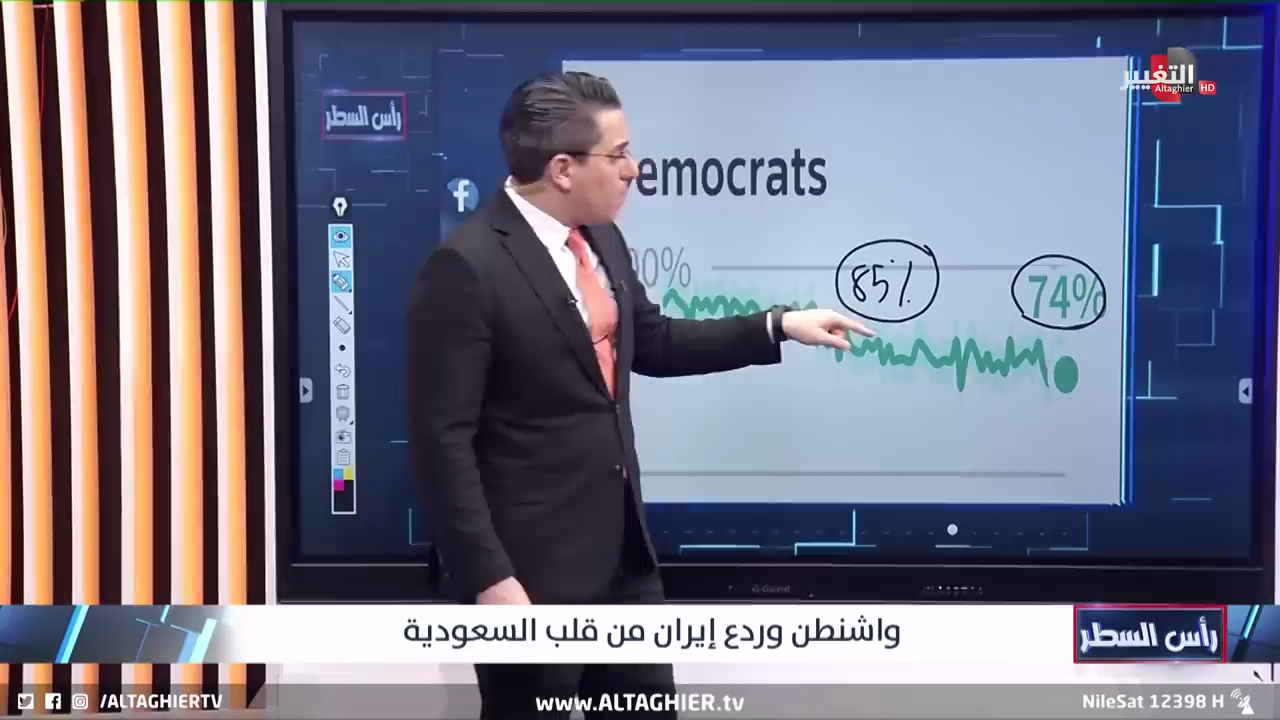 التغيير
Altaghier HD
رأس السطر
emocrats
85%
74%
00%
واشنطن وردع إيران من قلب السعودية
رأس السطر
/ALTAGHIERTV
www.ALTAGHIER.tv
NileSat 12398 H